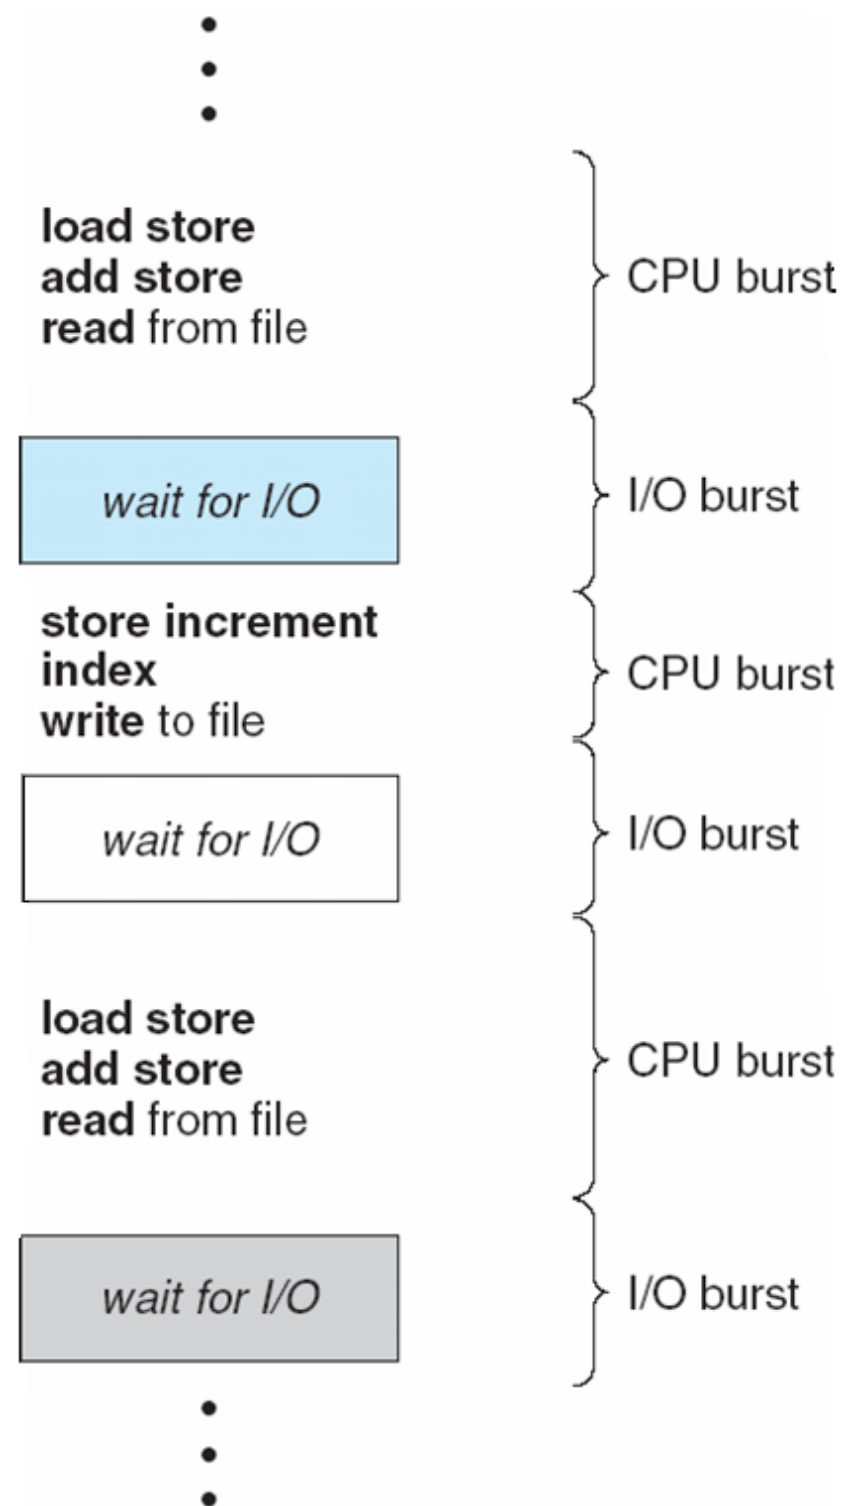 load store
add store
read from file
CPU burst
wait for I/O
I/O burst
store increment
index
write to file
CPU burst
wait for I/O
I/O burst
load store
add store
read from file
CPU burst
wait for I/O
I/O burst